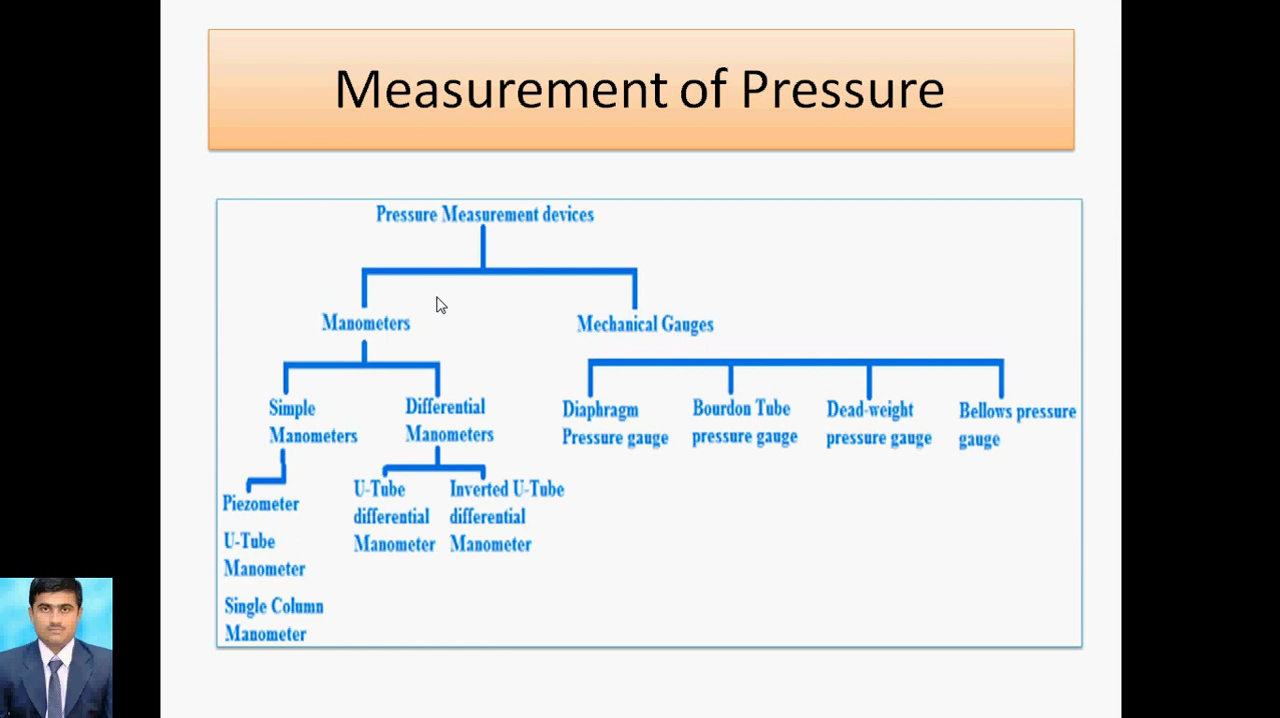 Measurement of Pressure
Pressure Measurement devices
Manometers
Mechanical Gauges
Simple
Manometers
Differential
Manometers
Diaphragm
Pressure gauge
Bourdon Tube
pressure gauge
Dead-weight
pressure gauge
Bellows pressure
gauge
Piezometer
U-Tube
Manometer
Single Column
Manometer
U-Tube
differential
Manometer
Inverted U-Tube
differential
Manometer